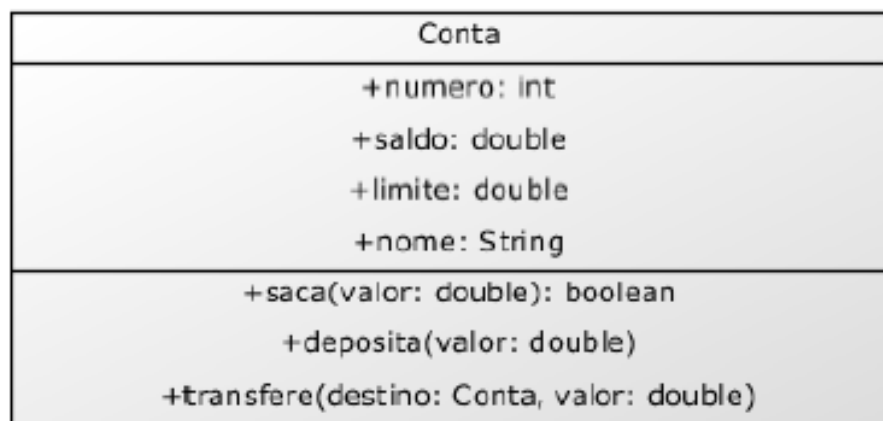 Conta
+numero: int
+saldo: double
+limite: double
+nome: String
+saca(valor: double): boolean
+deposita(valor: double)
+transfere(destino: Conta, valor: double)